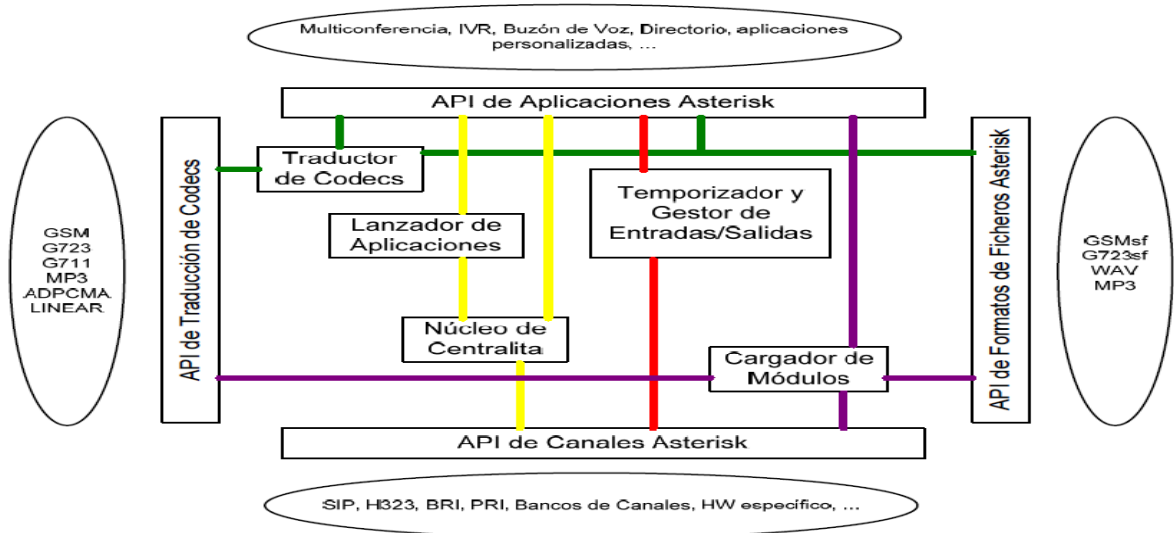 Multiconferencia, IVR, Buzón de Voz, Directorio, aplicaciones
personalizadas, ...
API de Aplicaciones Asterisk
API de Traducción de Codecs
Traductor
de Codecs
Lanzador de
Aplicaciones
Temporizador y
Gestor de
Entradas/Salidas
API de Formatos de Ficheros Asterisk
GSM
G723
G711
MP3
ADPCMA
LINEAR
GSMsf
G723sf
WAV
MP3
Núcleo de
Centralita
Cargador de
Módulos
API de Canales Asterisk
SIP, H323, BRI, PRI, Bancos de Canales, HW específico, ...